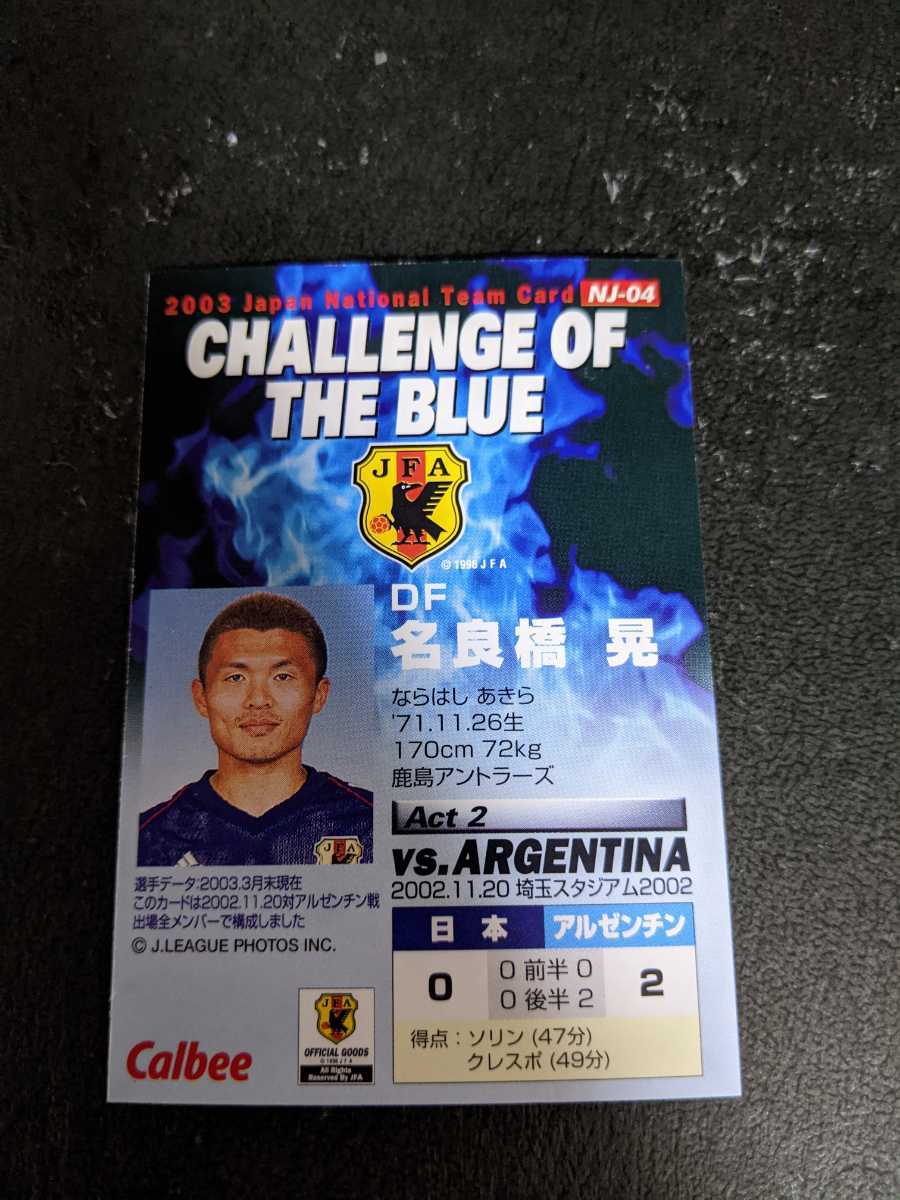 2003 Japan National Team Card NJ-04
CHALLENGE OF
THE BLUE
JFA
© 1996 J F A
DF
名良橋 晃
ならはし あきら
'71.11.26生
170cm 72kg
鹿島アントラーズ
Act 2
vs.ARGENTINA
2002.11.20 埼玉スタジアム2002
日本 アルゼンチン
0 0 前半 0 2
0 後半 2
得点：ソリン (47分)
クレスポ (49分)
JFA
選手データ：2003.3月末現在
このカードは2002.11.20対アルゼンチン戦
出場全メンバーで構成しました
© J.LEAGUE PHOTOS INC.
Calbee
JFA
OFFICIAL GOODS
© 1996 J F A
All Rights
Reserved By JFA